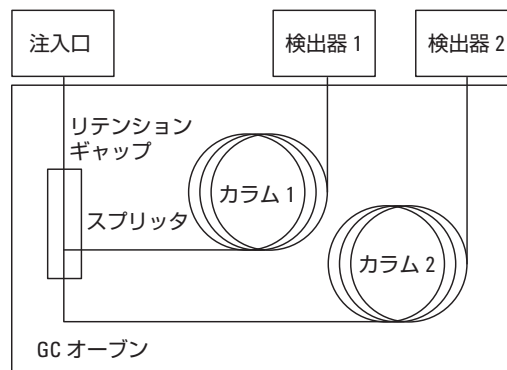 注入口
検出器 1
検出器 2
リテンション
ギャップ
スプリッタ
カラム 1
カラム 2
GC オーブン